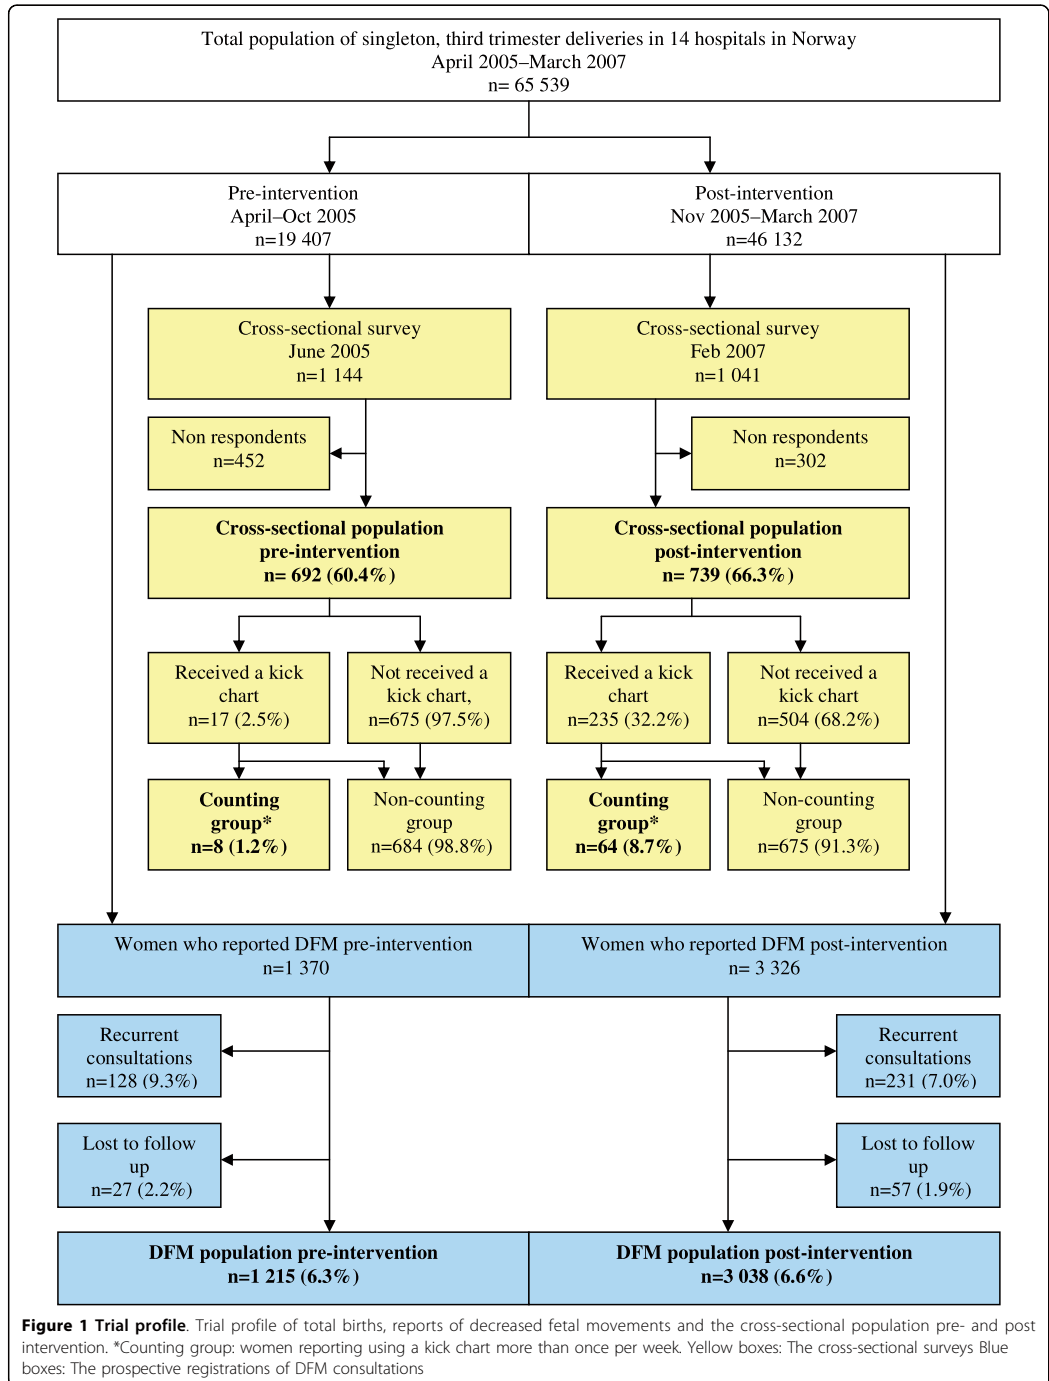 Total population of singleton, third trimester deliveries in 14 hospitals in Norway
April 2005–March 2007
n= 65 539
Pre-intervention
April–Oct 2005
n=19 407
Post-intervention
Nov 2005–March 2007
n=46 132
Cross-sectional survey
June 2005
n=1 144
Cross-sectional survey
Feb 2007
n=1 041
Non respondents
n=452
Non respondents
n=302
Cross-sectional population
pre-intervention
n= 692 (60.4%)
Cross-sectional population
post-intervention
n= 739 (66.3%)
Received a kick
chart
n=17 (2.5%)
Not received a
kick chart,
n=675 (97.5%)
Received a kick
chart
n=235 (32.2%)
Not received a
kick chart
n=504 (68.2%)
Counting
group*
n=8 (1.2%)
Non-counting
group
n=684 (98.8%)
Counting
group*
n=64 (8.7%)
Non-counting
group
n=675 (91.3%)
Women who reported DFM pre-intervention
n=1 370
Women who reported DFM post-intervention
n= 3 326
Recurrent
consultations
n=128 (9.3%)
Recurrent
consultations
n=231 (7.0%)
Lost to follow
up
n=27 (2.2%)
Lost to follow
up
n=57 (1.9%)
DFM population pre-intervention
n=1 215 (6.3%)
DFM population post-intervention
n=3 038 (6.6%)
Figure 1 Trial profile. Trial profile of total births, reports of decreased fetal movements and the cross-sectional population pre- and post
intervention. *Counting group: women reporting using a kick chart more than once per week. Yellow boxes: The cross-sectional surveys Blue
boxes: The prospective registrations of DFM consultations